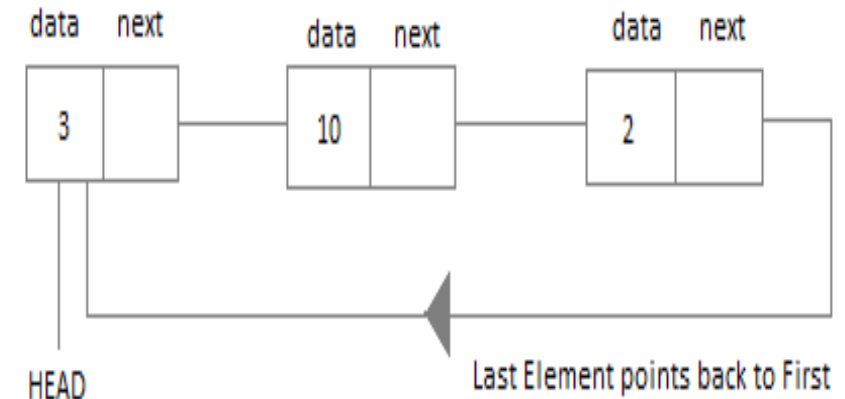 data next
data next
data next
3
10
2
HEAD
Last Element points back to First